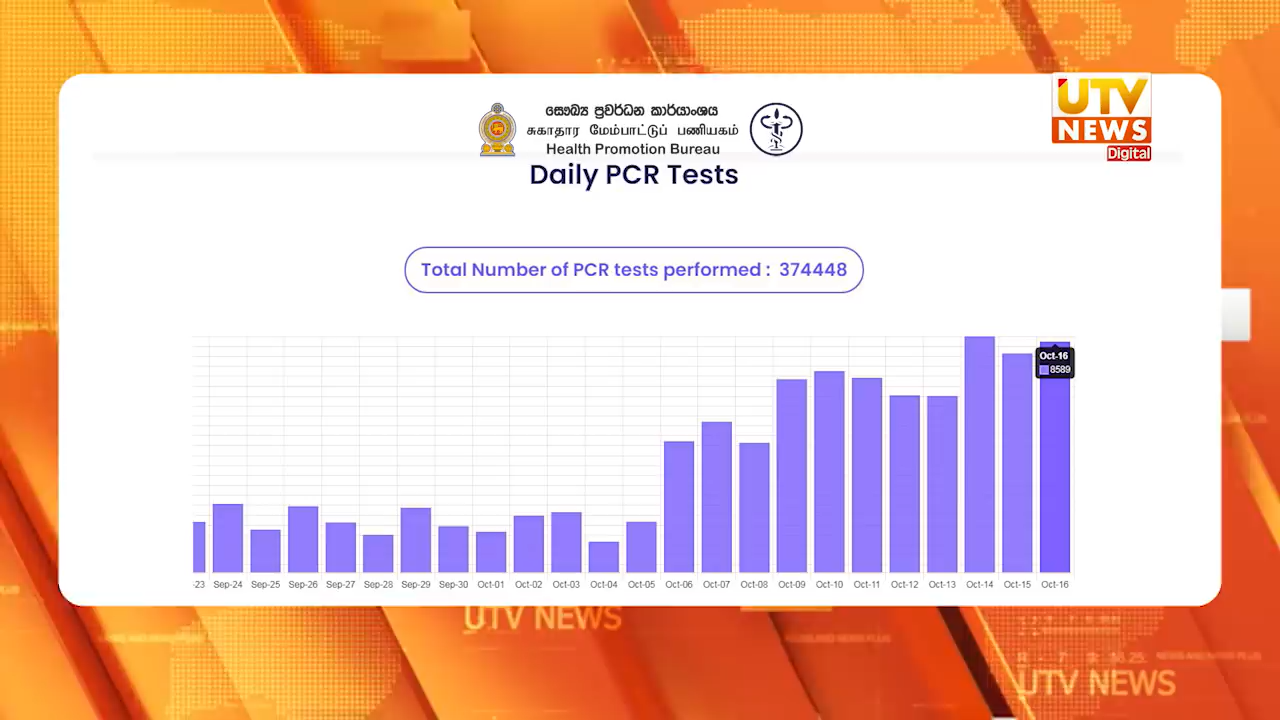 සෞඛ්‍ය ප්‍රවර්ධන කාර්යාංශය
சுகாதார மேம்பாட்டுப் பணியகம்
Health Promotion Bureau
UTV
NEWS
Digital
Daily PCR Tests
Total Number of PCR tests performed : 374448
Oct-16
8589
-23 Sep-24 Sep-25 Sep-26 Sep-27 Sep-28 Sep-29 Sep-30 Oct-01 Oct-02 Oct-03 Oct-04 Oct-05 Oct-06 Oct-07 Oct-08 Oct-09 Oct-10 Oct-11 Oct-12 Oct-13 Oct-14 Oct-15 Oct-16
UTV NEWS
UTV NEWS